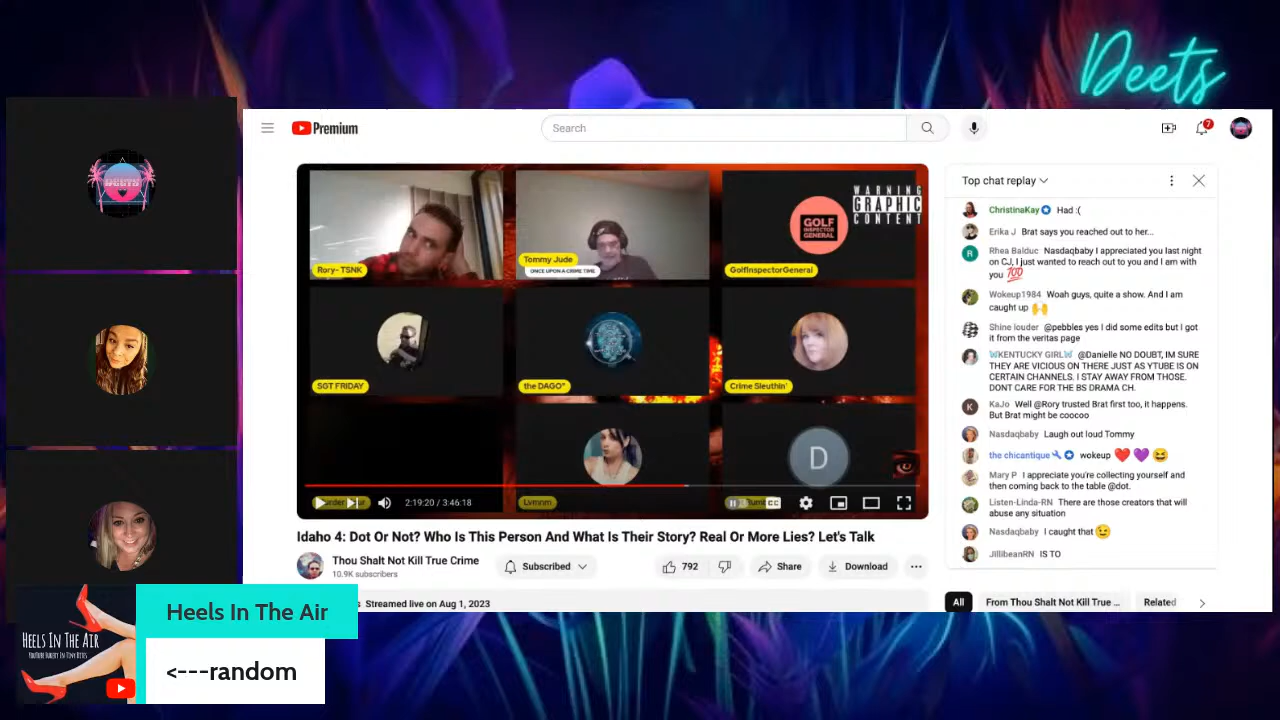 Deets
DEETS
Premium
Search
7
Rory- TSNK
Tommy Jude
ONCE UPON A CRIME TIME
GOLF
INSPECTOR
GENERAL
WARNING
GRAPHIC
CONTENT
GolfInspectorGeneral
SGT FRIDAY
the DAGO"
Crime Sleuthin'
D
Lvmnm
2:19:20 / 3:46:18
CC
Idaho 4: Dot Or Not? Who Is This Person And What Is Their Story? Real Or More Lies? Let's Talk
Thou Shalt Not Kill True Crime
10.9K subscribers
Subscribed
792
Share
Download
Streamed live on Aug 1, 2023
Top chat replay
ChristinaKay Had :(
Erika J Brat says you reached out to her...
R
Rhea Balduc Nasdaqbaby I appreciated you last night
on CJ, I just wanted to reach out to you and I am with
you 💯
Wokeup1984 Woah guys, quite a show. And I am
caught up 🙌
Shine louder @pebbles yes I did some edits but I got
it from the veritas page
🦋KENTUCKY GIRL🦋 @Danielle NO DOUBT, IM SURE
THEY ARE VICIOUS ON THERE JUST AS YTUBE IS ON
CERTAIN CHANNELS. I STAY AWAY FROM THOSE.
DONT CARE FOR THE BS DRAMA CH.
K
KaJo Well @Rory trusted Brat first too, it happens.
But Brat might be cooocoo
Nasdaqbaby Laugh out loud Tommy
the chicantique wokeup ❤️💜😆
Mary P I appreciate you're collecting yourself and
then coming back to the table @dot.
Listen-Linda-RN There are those creators that will
abuse any situation
Nasdaqbaby I caught that 😉
JillibeanRN IS TO
All
From Thou Shalt Not Kill True ...
Related
HEELS IN THE AIR
Heels In The Air
<---random